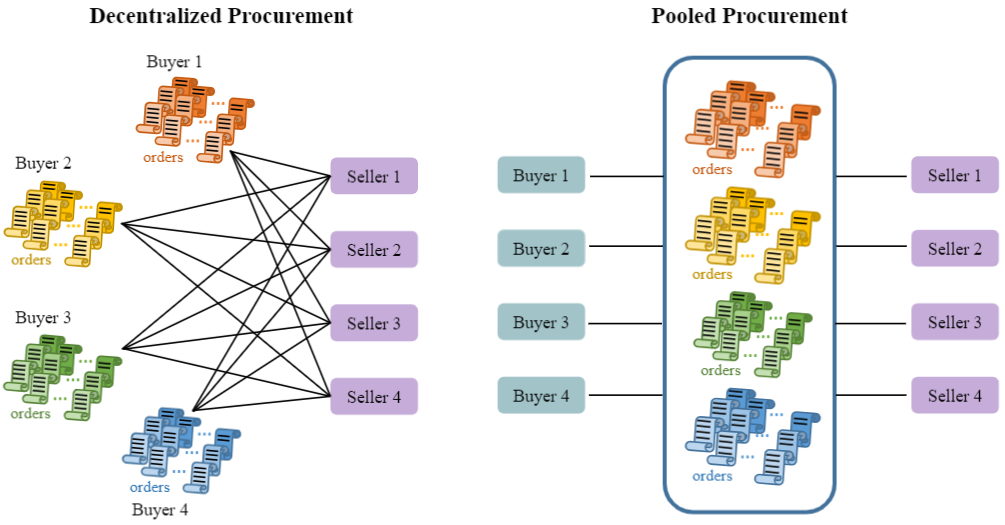 Decentralized Procurement
Buyer 1
orders
Buyer 2
orders
Buyer 3
orders
orders
Buyer 4
Seller 1
Seller 2
Seller 3
Seller 4
Pooled Procurement
Buyer 1
Buyer 2
Buyer 3
Buyer 4
orders
orders
orders
orders
Seller 1
Seller 2
Seller 3
Seller 4